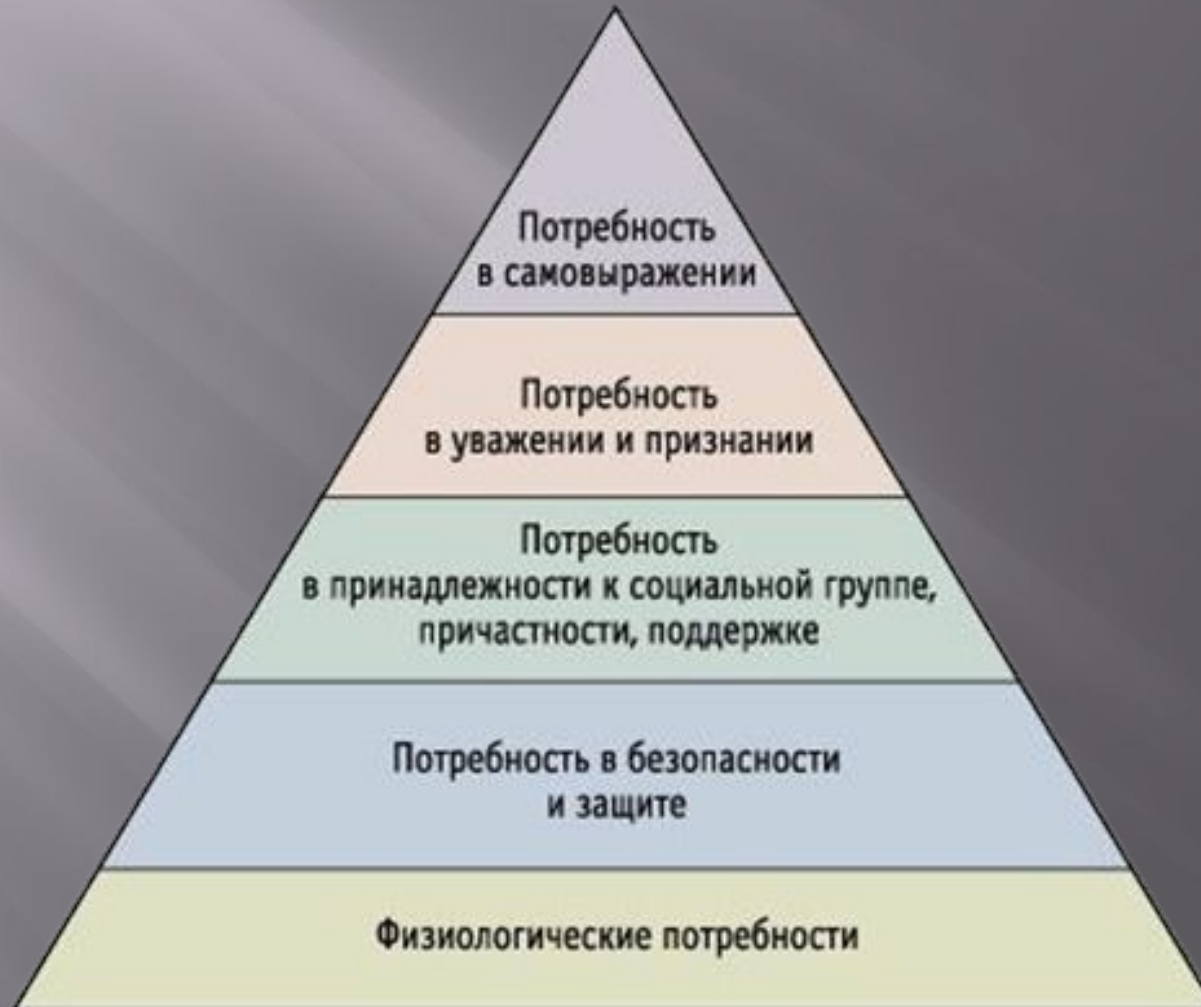 Потребность
в самовыражении
Потребность
в уважении и признании
Потребность
в принадлежности к социальной группе,
причастности, поддержке
Потребность в безопасности
и защите
Физиологические потребности